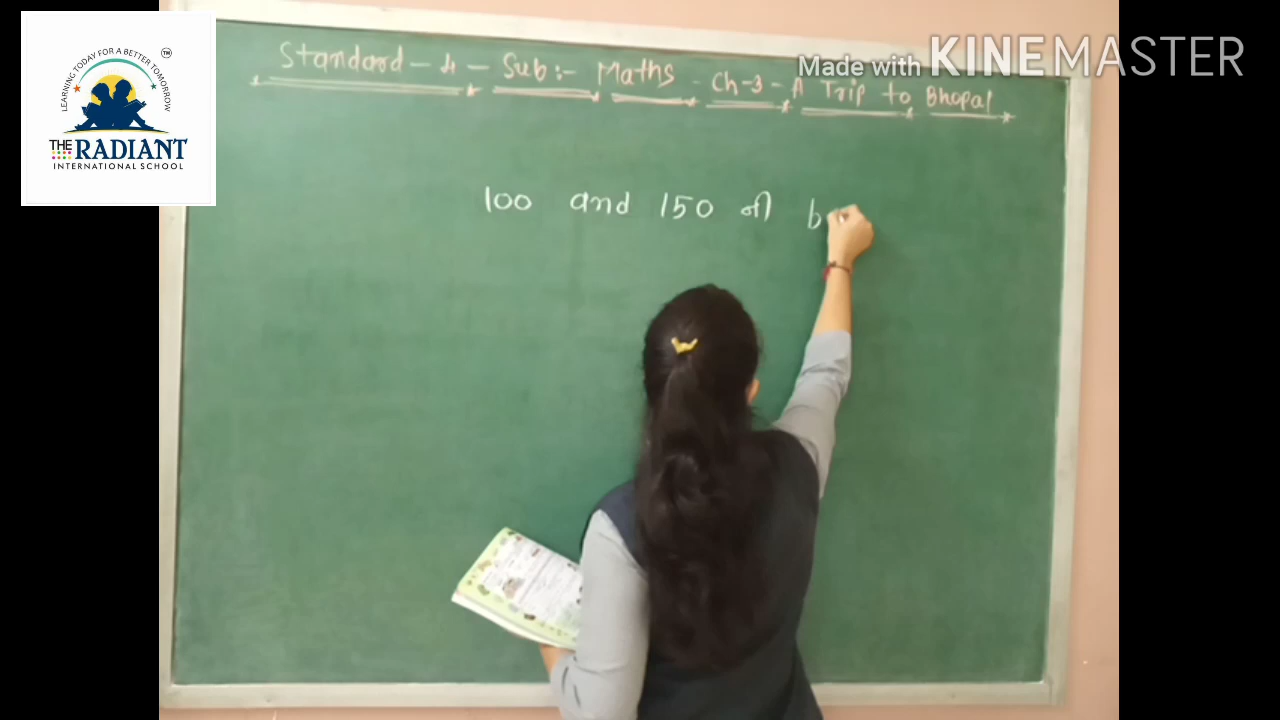 LEARNING TODAY FOR A BETTER TOMORROW
TM
THE RADIANT
INTERNATIONAL SCHOOL
Made with KINEMASTER
Standard - 4 - Sub:- Maths - Ch-3 - A Trip to Bhopal
100 and 150 ની b